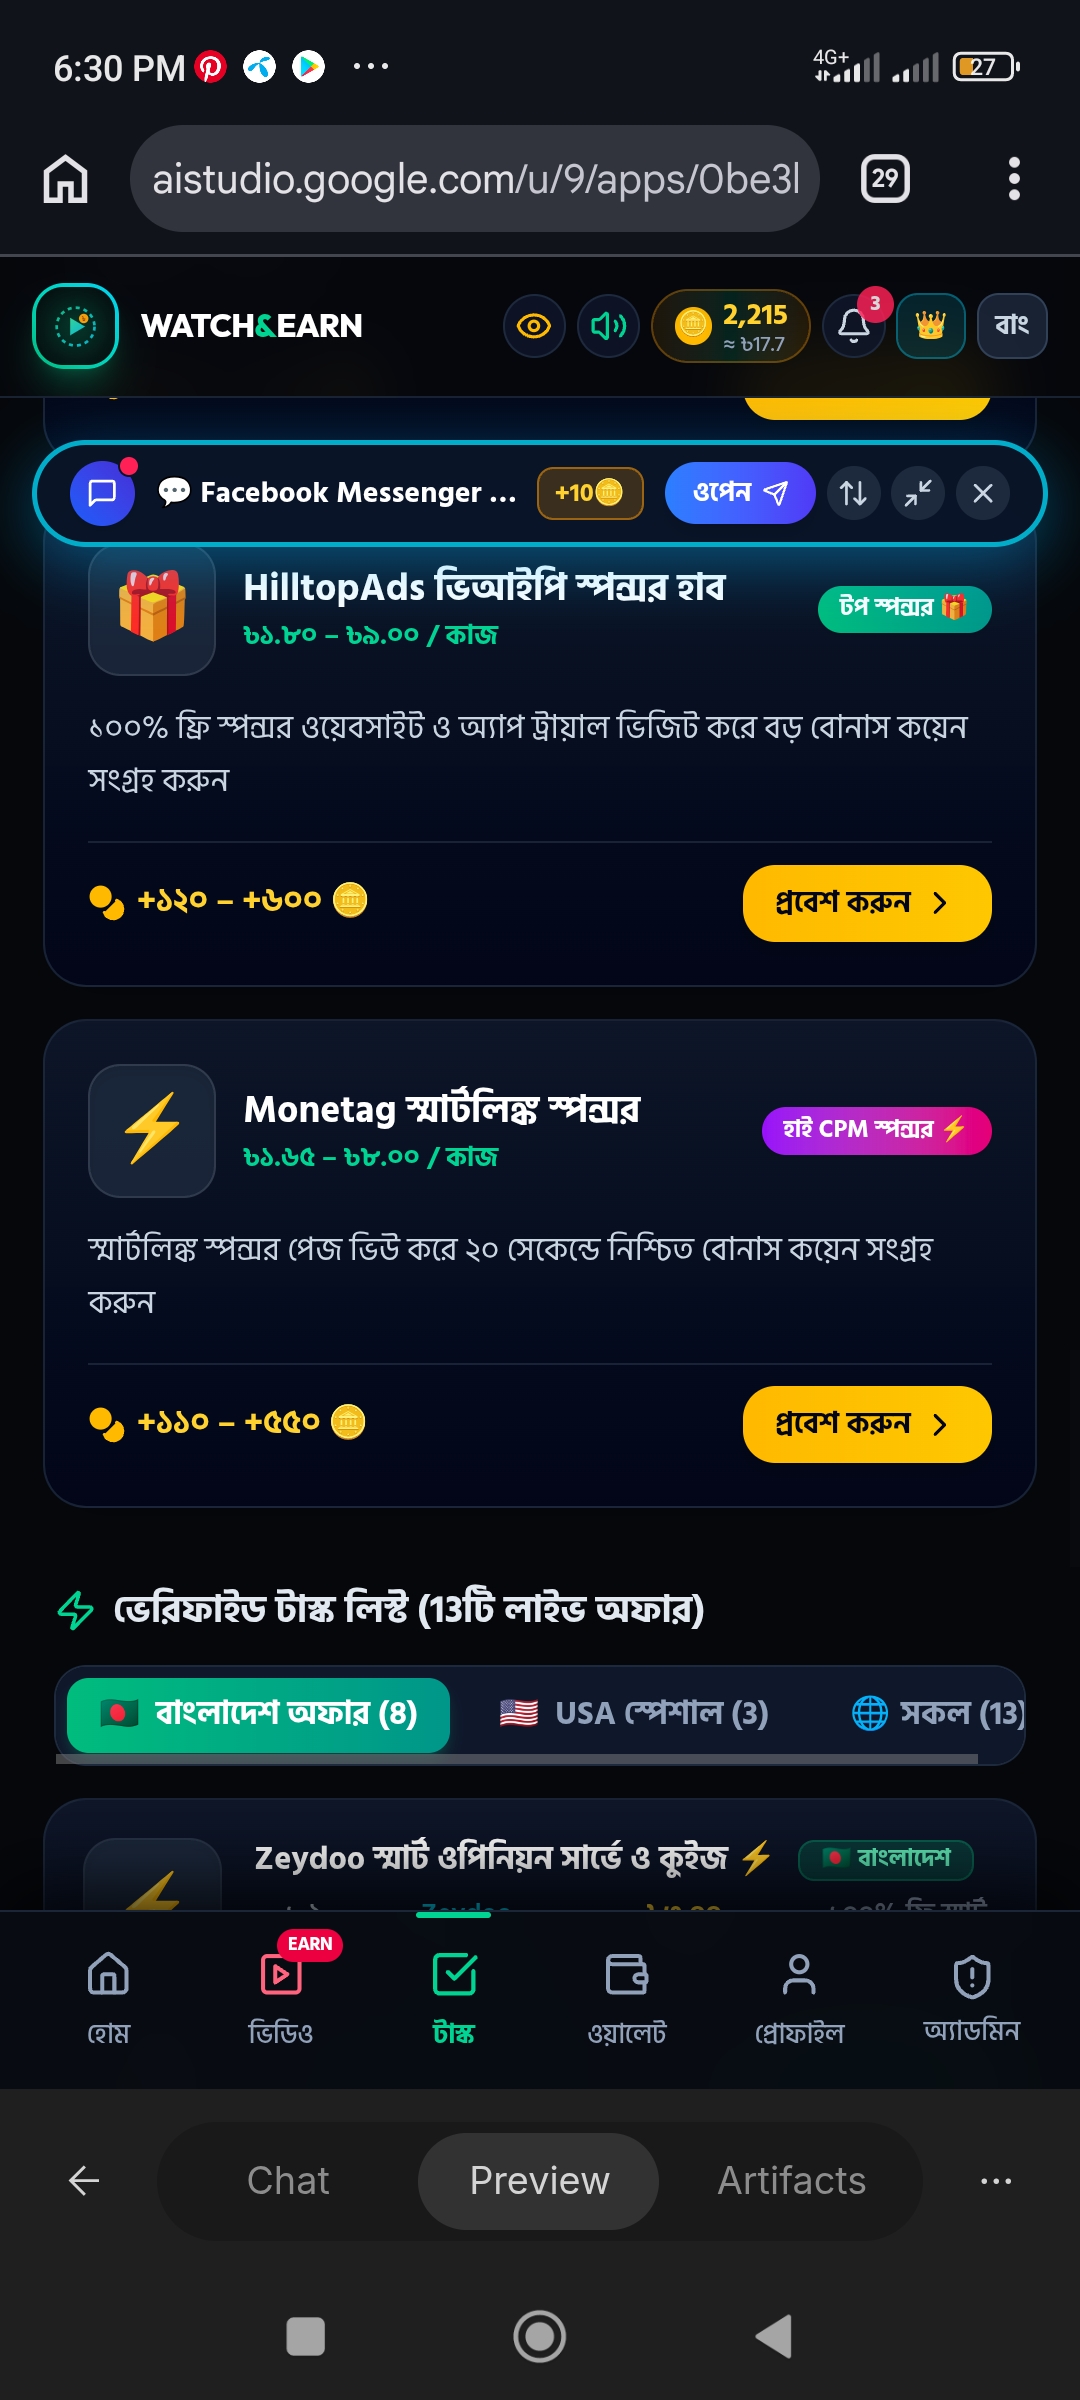 6:30 PM
4G+
27
aistudio.google.com/u/9/apps/0be3
29
WATCH&EARN
2,215
≈ ৳17.7
3
বাং
Facebook Messenger ...
+10
ওপেন
HilltopAds ভিআইপি স্পন্সর হাব
৳১.৮০ – ৳৯.০০ / কাজ
টপ স্পন্সর
১০০% ফ্রি স্পন্সর ওয়েবসাইট ও অ্যাপ ট্রায়াল ভিজিট করে বড় বোনাস কয়েন
সংগ্রহ করুন
+১২০ – +৬০০
প্রবেশ করুন
Monetag স্মার্টলিঙ্ক স্পন্সর
৳১.৬৫ – ৳৮.০০ / কাজ
হাই CPM স্পন্সর
স্মার্টলিঙ্ক স্পন্সর পেজ ভিউ করে ২০ সেকেন্ডে নিশ্চিত বোনাস কয়েন সংগ্রহ
করুন
+১১০ – +৫৫০
প্রবেশ করুন
ভেরিফাইড টাস্ক লিস্ট (13টি লাইভ অফার)
বাংলাদেশ অফার (8)
USA স্পেশাল (3)
সকল (13)
Zeydoo স্মার্ট ওপিনিয়ন সার্ভে ও কুইজ
বাংলাদেশ
EARN
হোম
ভিডিও
টাস্ক
ওয়ালেট
প্রোফাইল
অ্যাডমিন
Chat
Preview
Artifacts